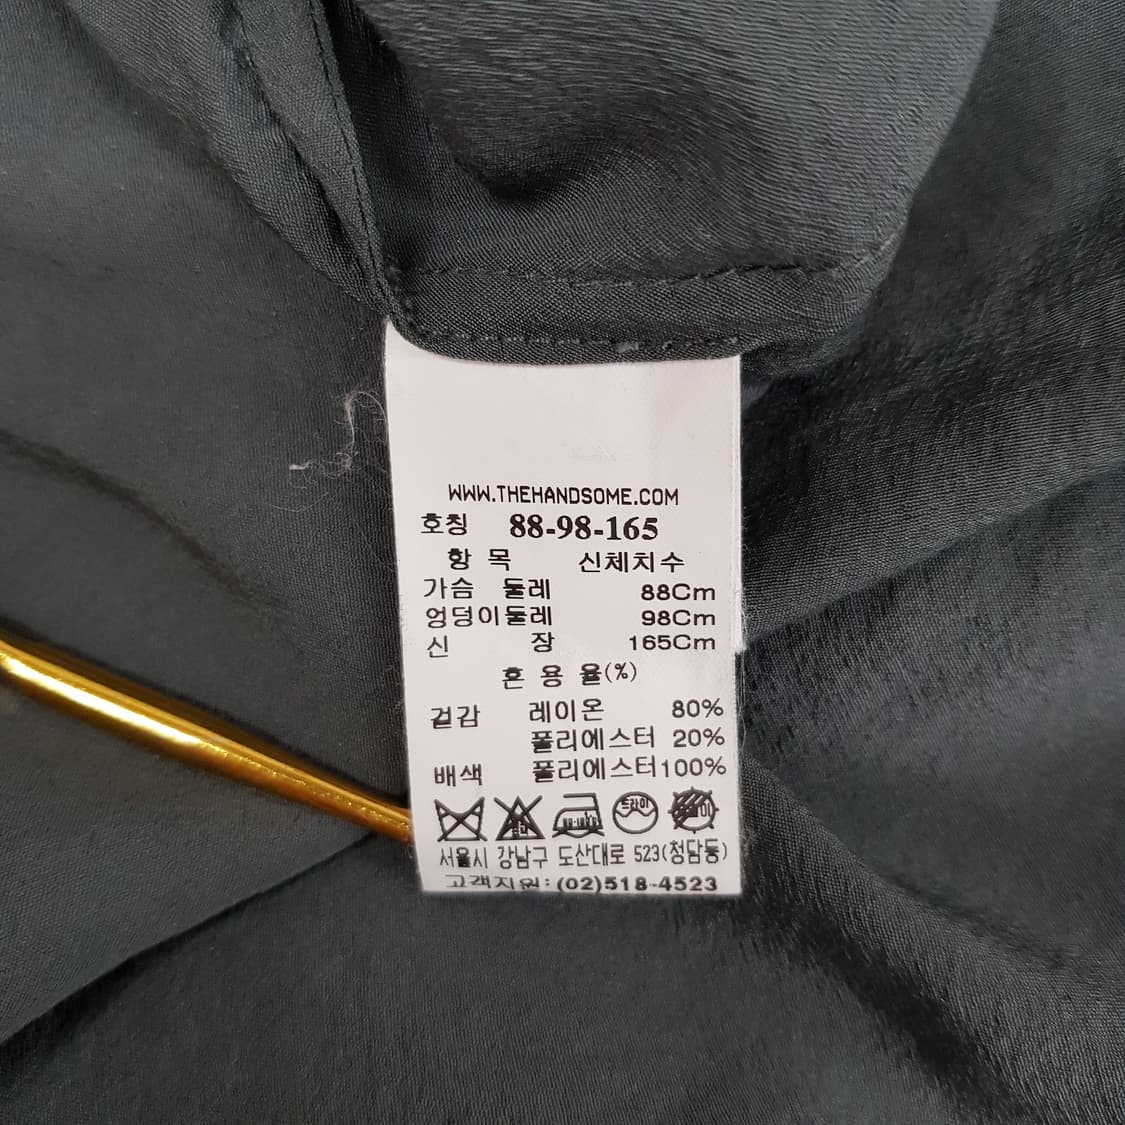 WWW.THEHANDSOME.COM
호칭 88-98-165
항 목 신체치수
가슴 둘레 88Cm
엉덩이둘레 98Cm
신 장 165Cm
혼 용 율(%)
겉감 레이온 80%
폴리에스터 20%
배색 폴리에스터100%
드라이
서울시 강남구 도산대로 523(청담동)
고객지원: (02)518-4523